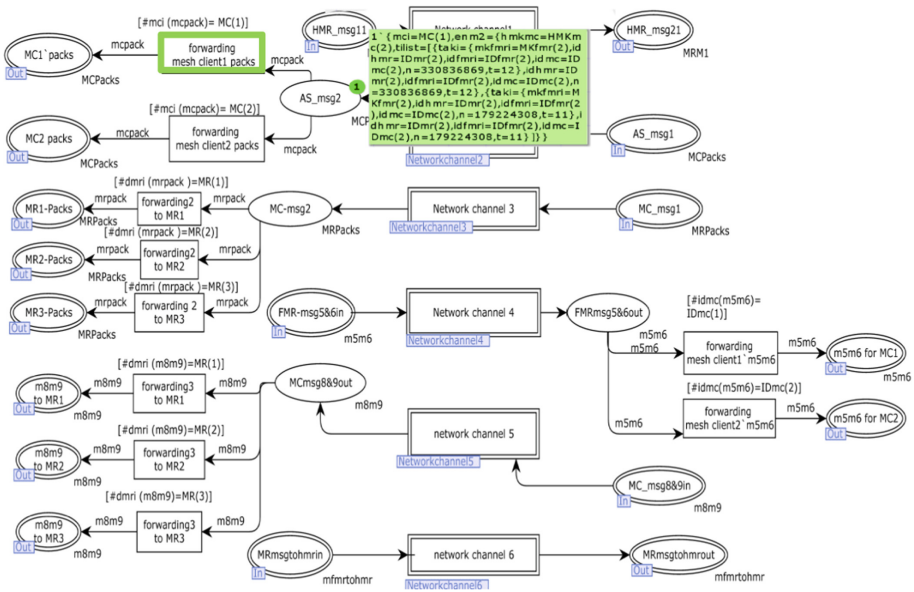 [#mci (mcpack)= MC(1)]
HMR_msg11
In
HMR_msg21
Out
MRM1
MC1`packs
Out
MCPacks
mcpack
forwarding
mesh client1 packs
mcpack
AS_msg2
1
1`{mci=MC(1),enm2={hmkmc=HMKm
c(2),tilist=[{taki={mkfmri=MKfmr(2),id
hmr=IDmr(2),idfmri=IDfmr(2),idmc=ID
mc(2),n=330836869,t=12},idhmr=ID
mr(2),idfmri=IDfmr(2),idmc=IDmc(2),n
=330836869,t=12},{taki={mkfmri=M
Kfmr(2),idhmr=IDmr(2),idfmri=IDfmr(2
),idmc=IDmc(2),n=179224308,t=11},i
dhmr=IDmr(2),idfmri=IDfmr(2),idmc=I
Dmc(2),n=179224308,t=11}]}}
[#mci (mcpack)= MC(2)]
MC2 packs
Out
MCPacks
mcpack
forwarding
mesh client2 packs
mcpack
Networkchannel2
AS_msg1
In
MCPacks
[#dmri (mrpack )=MR(1)]
MR1-Packs
Out
MRPacks
mrpack
forwarding2
to MR1
mrpack
MC-msg2
MRPacks
Network channel 3
Networkchannel3
MC_msg1
In
MRPacks
[#dmri (mrpack )=MR(2)]
MR2-Packs
Out
MRPacks
mrpack
forwarding2
to MR2
mrpack
[#dmri (mrpack )=MR(3)]
MR3-Packs
Out
MRPacks
mrpack
forwarding 2
to MR3
mrpack
FMR-msg5&6in
In
m5m6
Network channel 4
Networkchannel4
FMRmsg5&6out
m5m6
m5m6
[#idmc(m5m6)=
IDmc(1)]
forwarding
mesh client1`m5m6
m5m6
m5m6 for MC1
Out
m5m6
[#idmc(m5m6)=IDmc(2)]
m5m6
forwarding
mesh client2`m5m6
m5m6
m5m6 for MC2
Out
[#dmri (m8m9)=MR(1)]
m8m9
to MR1
Out
m8m9
m8m9
forwarding3
to MR1
m8m9
MCmsg8&9out
m8m9
[#dmri (m8m9)=MR(2)]
m8m9
to MR2
Out
m8m9
m8m9
forwarding3
to MR2
m8m9
network channel 5
Networkchannel5
MC_msg8&9in
In
m8m9
[#dmri (m8m9)=MR(3)]
m8m9
to MR3
Out
m8m9
m8m9
forwarding3
to MR3
m8m9
MRmsgtohmrin
In
mfmrtohmr
network channel 6
Networkchannel6
MRmsgtohmrout
Out
mfmrtohmr